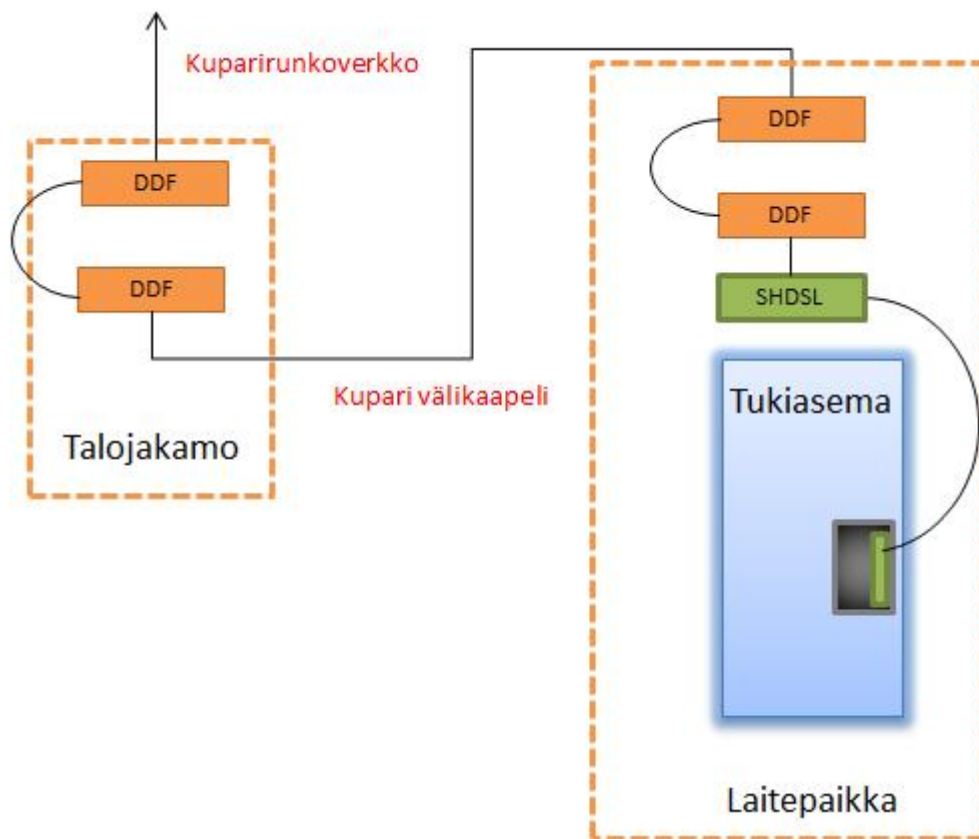 Kuparirunkoverkko
DDF
DDF
Talojakamo
Kupari välikaapeli
DDF
DDF
SHDSL
Tukiasema
Laitepaikka